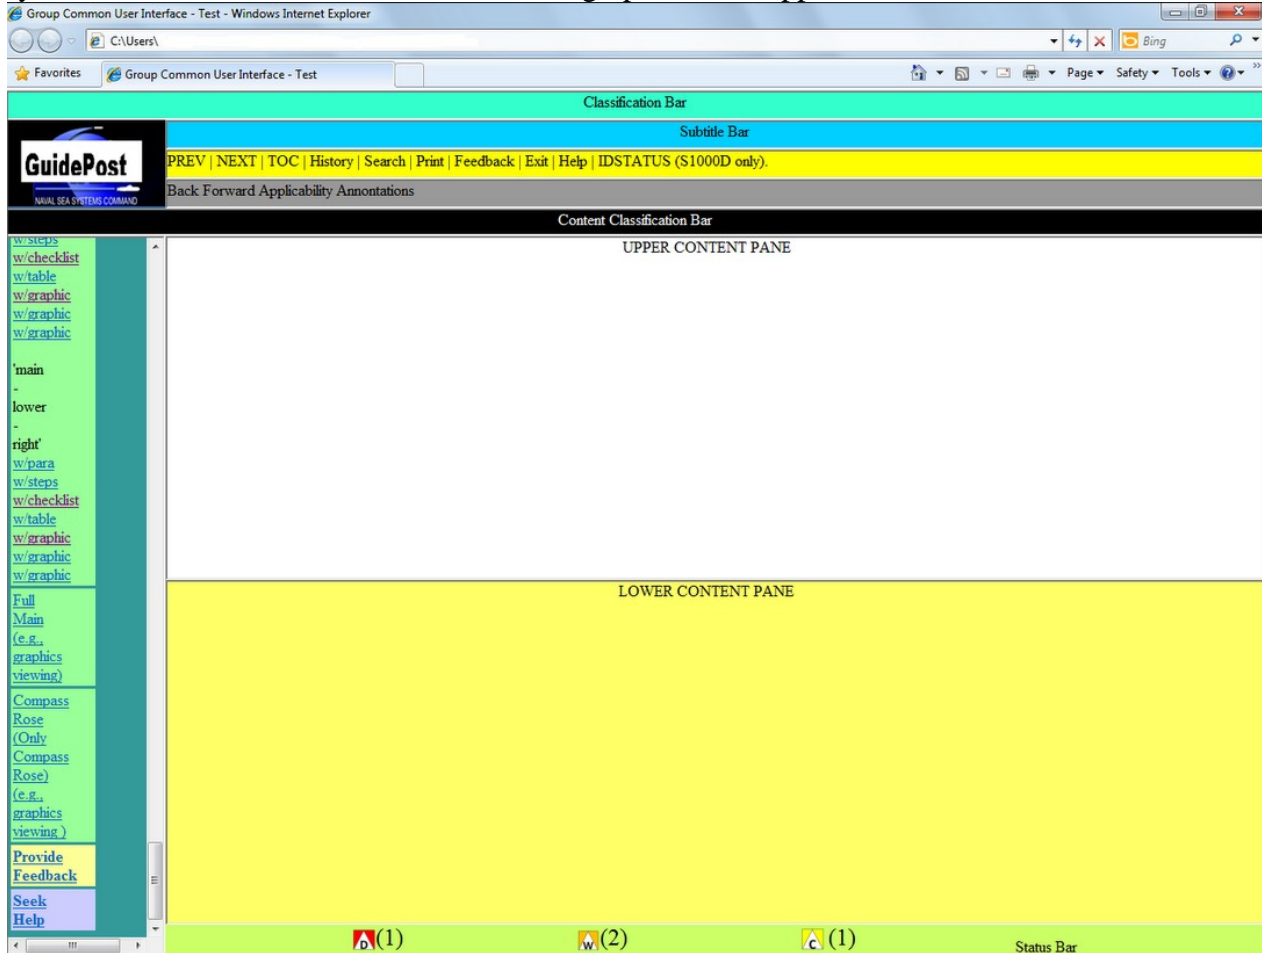 Group Common User Interface - Test - Windows Internet Explorer
C:\Users\
Bing
Favorites
Group Common User Interface - Test
Page
Safety
Tools
Classification Bar
GuidePost
NAVAL SEA SYSTEMS COMMAND
Subtitle Bar
PREV | NEXT | TOC | History | Search | Print | Feedback | Exit | Help | IDSTATUS (S1000D only).
Back Forward Applicability Annontations
Content Classification Bar
w/steps
w/checklist
w/table
w/graphic
w/graphic
w/graphic
'main
-
lower
-
right'
w/para
w/steps
w/checklist
w/table
w/graphic
w/graphic
w/graphic
Full
Main
(e.g.,
graphics
viewing)
Compass
Rose
(Only
Compass
Rose)
(e.g.,
graphics
viewing )
Provide
Feedback
Seek
Help
UPPER CONTENT PANE
LOWER CONTENT PANE
D (1)
W (2)
C (1)
Status Bar